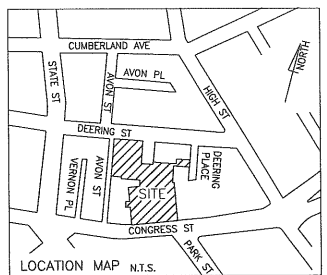 CUMBERLAND AVE
NORTH
STATE ST
AVON PL
AVON ST
HIGH ST
DEERING ST
DEERING
PLACE
VERNON PL
AVON ST
SITE
CONGRESS ST
PARK ST
LOCATION MAP N.T.S.